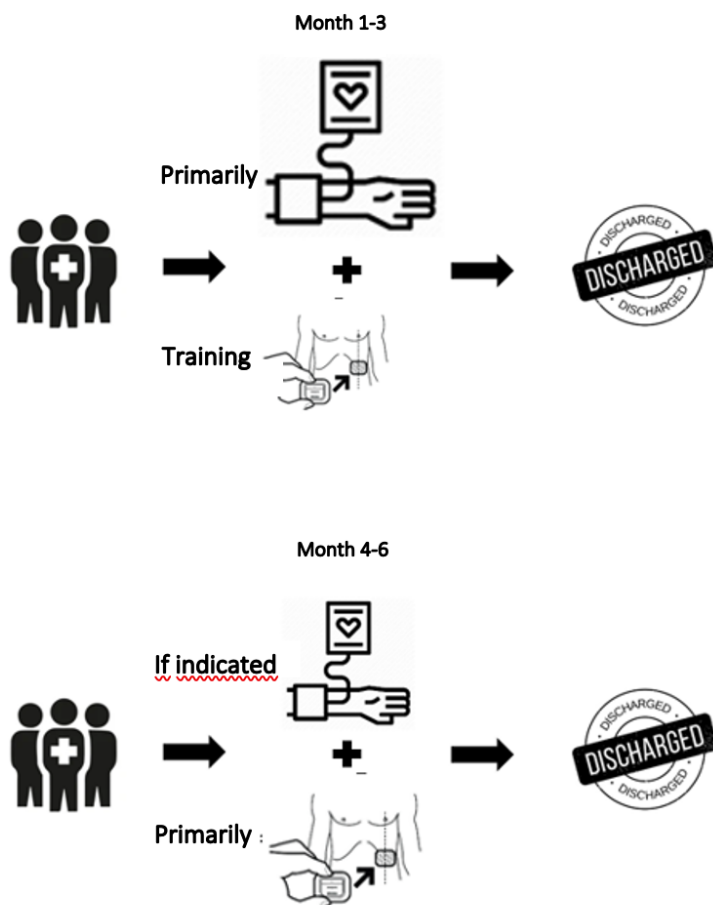 Month 1-3
Primarily
Training
DISCHARGED
DISCHARGED
DISCHARGED
Month 4-6
If indicated
Primarily :
DISCHARGED
DISCHARGED
DISCHARGED